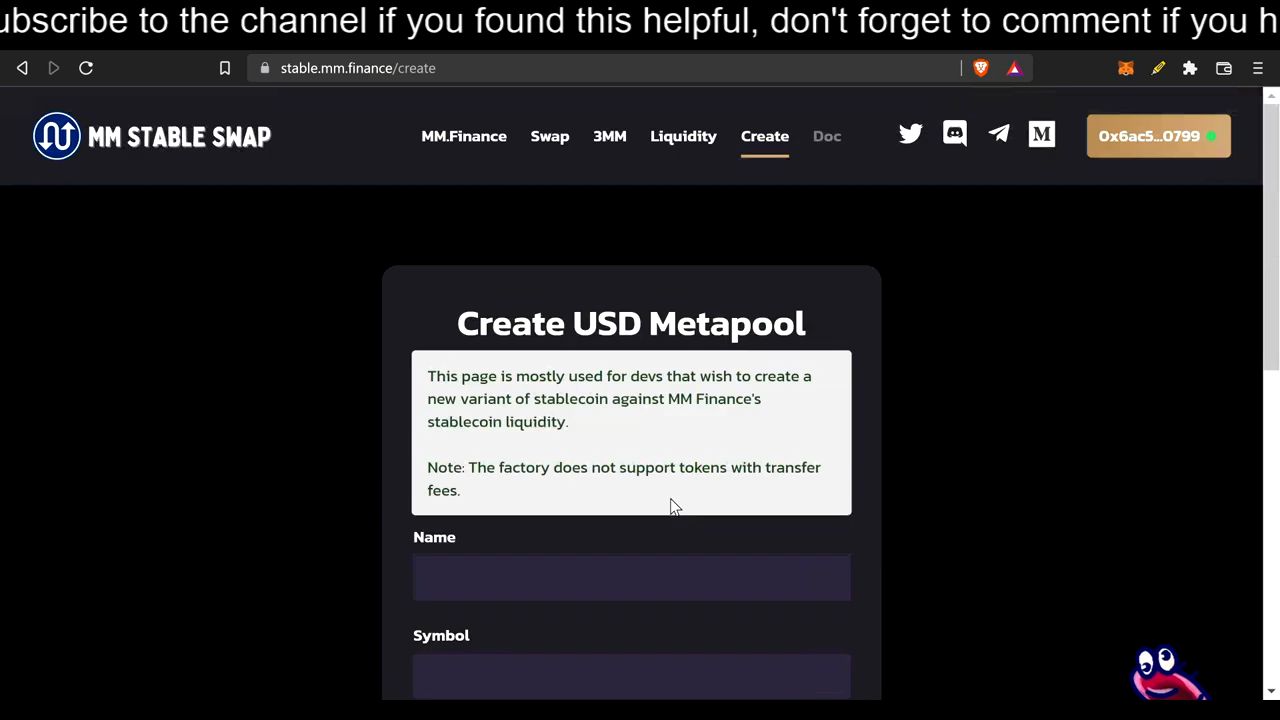 ubscribe to the channel if you found this helpful, don't forget to comment if you h
stable.mm.finance/create
MM STABLE SWAP
MM.Finance
Swap
3MM
Liquidity
Create
Doc
M
0x6ac5...0799
Create USD Metapool
This page is mostly used for devs that wish to create a
new variant of stablecoin against MM Finance's
stablecoin liquidity.
Note: The factory does not support tokens with transfer
fees.
Name
Symbol